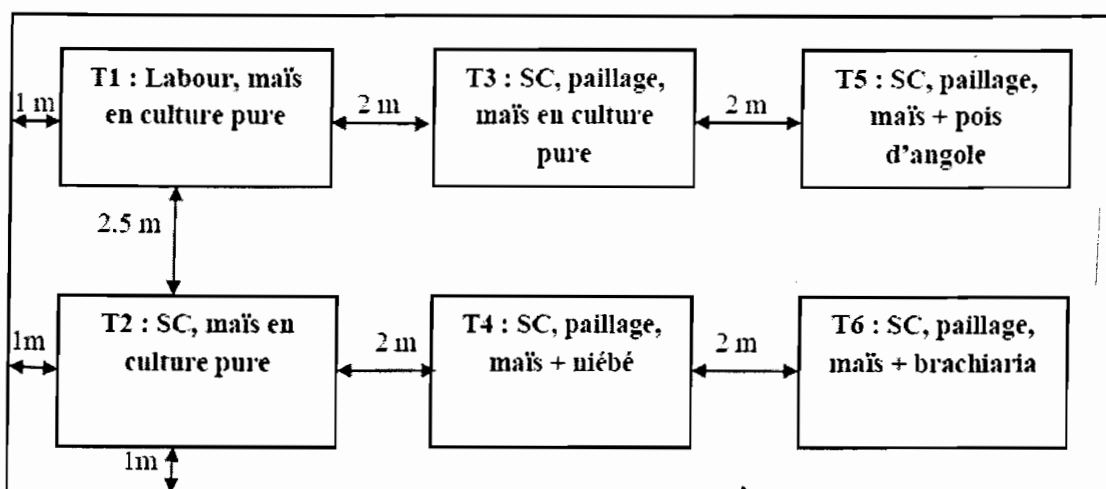 T1 : Labour, maïs
en culture pure
T3 : SC, paillage,
maïs en culture
pure
T5 : SC, paillage,
maïs + pois
d'angole
1 m
2 m
2 m
2.5 m
T2 : SC, maïs en
culture pure
T4 : SC, paillage,
maïs + niébé
T6 : SC, paillage,
maïs + brachiaria
1m
2 m
2 m
1m